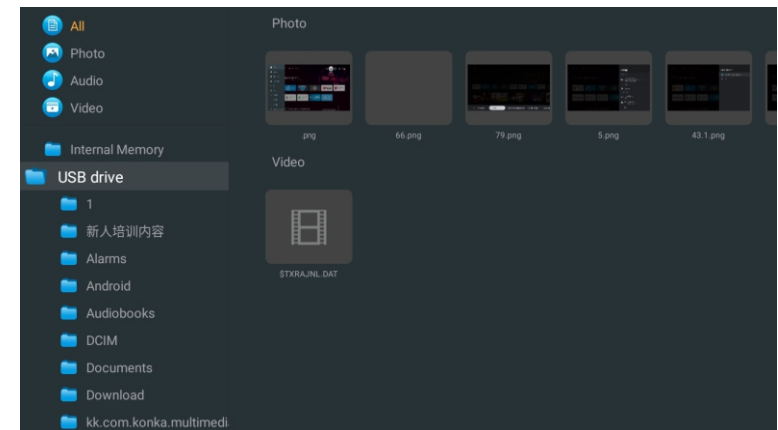 All
Photo
Audio
Video
Internal Memory
USB drive
1
新人培训内容
Alarms
Android
Audiobooks
DCIM
Documents
Download
kk.com.konka.multimedi
Photo
.png
66.png
79.png
5.png
43.1.png
Video
$TXRAJNL.DAT